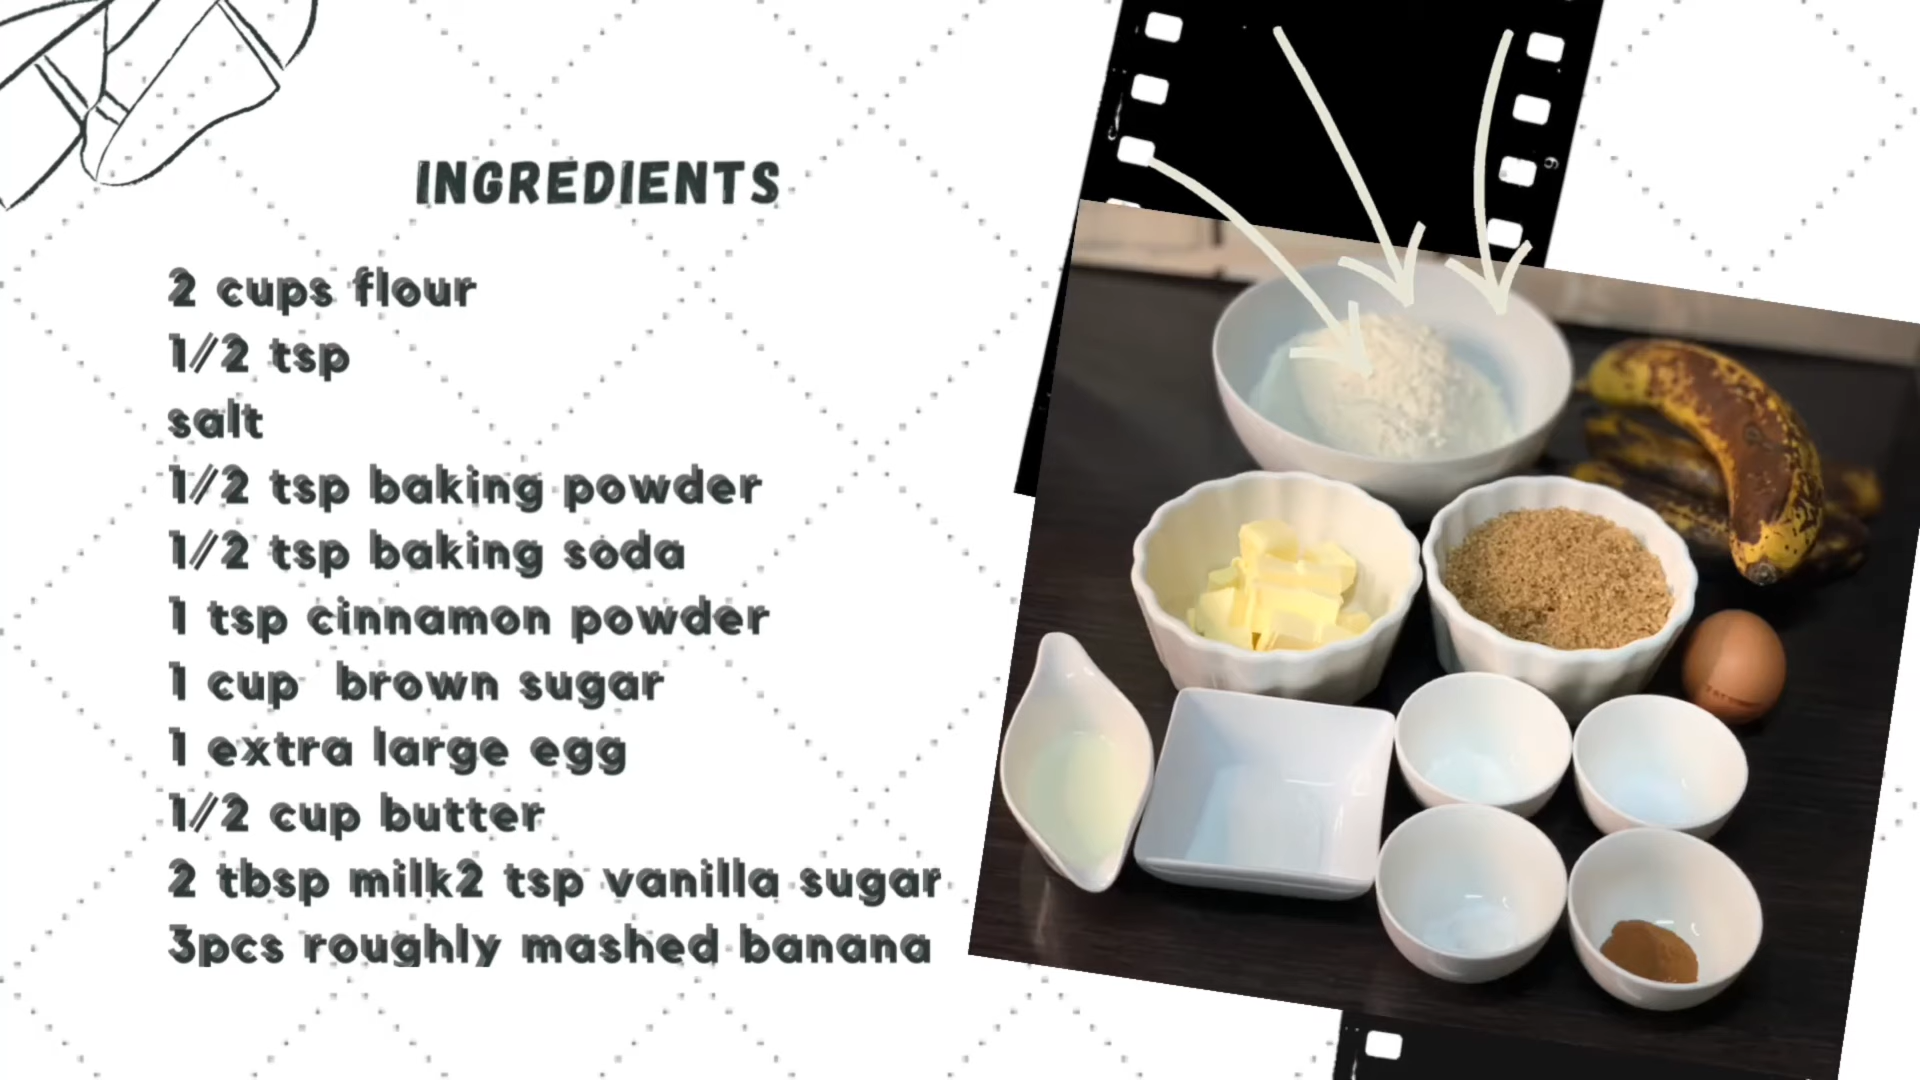 INGREDIENTS
2 cups flour
1/2 tsp
salt
1/2 tsp baking powder
1/2 tsp baking soda
1 tsp cinnamon powder
1 cup brown sugar
1 extra large egg
1/2 cup butter
2 tbsp milk2 tsp vanilla sugar
3pcs roughly mashed banana